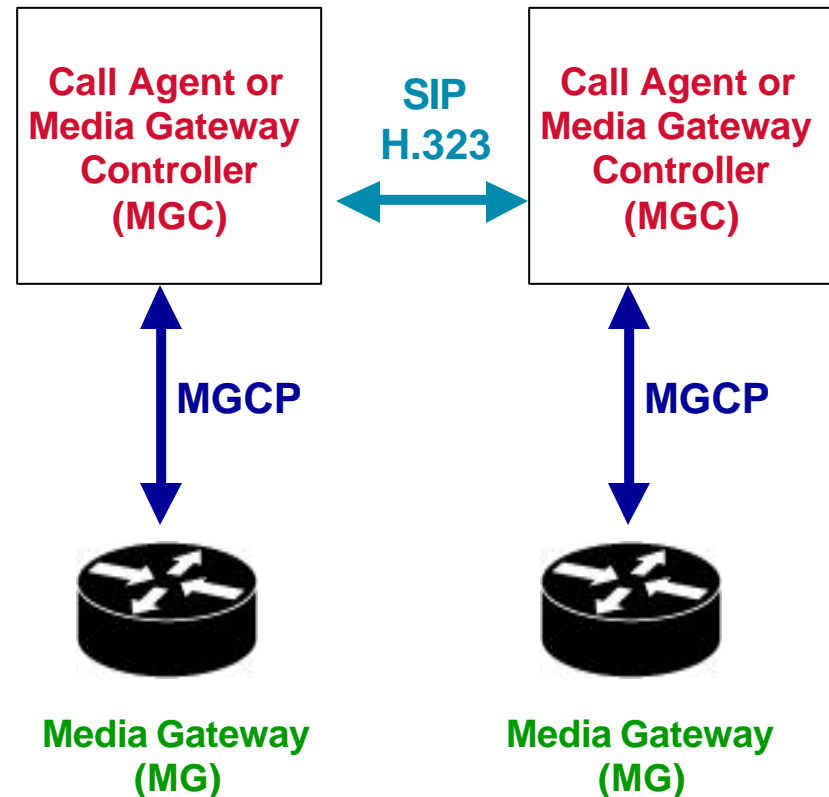 Call Agent or
Media Gateway
Controller
(MGC)
SIP
H.323
Call Agent or
Media Gateway
Controller
(MGC)
MGCP
MGCP
Media Gateway
(MG)
Media Gateway
(MG)